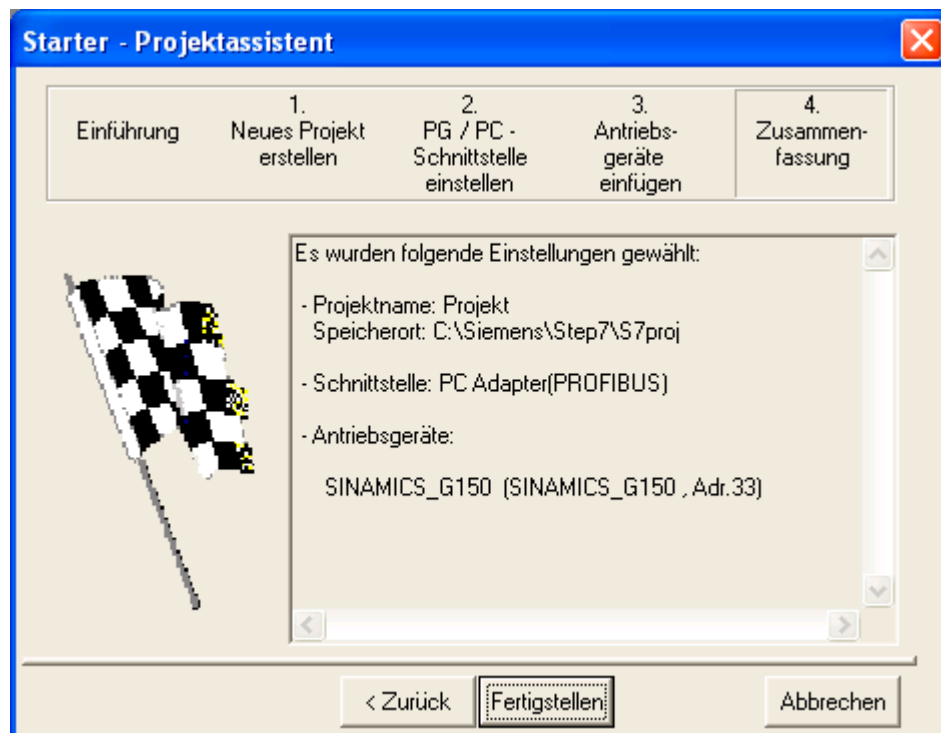 Starter - Projektassistent
Einführung
1.
Neues Projekt
erstellen
2.
PG / PC -
Schnittstelle
einstellen
3.
Antriebs-
geräte
einfügen
4.
Zusammen-
fassung
Es wurden folgende Einstellungen gewählt:
- Projektname: Projekt
Speicherort: C:\Siemens\Step7\S7proj
- Schnittstelle: PC Adapter(PROFIBUS)
- Antriebsgeräte:
SINAMICS_G150 (SINAMICS_G150 , Adr.33)
< Zurück
Fertigstellen
Abbrechen